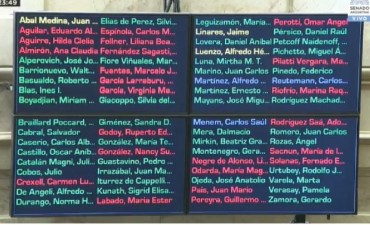 23:49
SENADO
VIVO
Abal Medina, Juan ... Elías de Perez, Silvi...
Aguilar, Eduardo Al... Espínola, Carlos M...
Aguirre, Hilda Clelia Fellner, Liliana Bea...
Almirón, Ana Claudia Fernández Sagasti,...
Alperovich, José Jo... Fiore Viñuales, Mar...
Barrionuevo, Walt... Fuentes, Marcelo J...
Basualdo, Roberto ... García Larraburu, ...
Blas, Ines I. García, Virginia Ma...
Boyadjian, Miriam ... Giacoppo, Silvia del...
Leguizamón, María... Perotti, Omar Ángel
Linares, Jaime Pérsico, Daniel Raúl
Lovera, Daniel Aníbal Petcoff Naidenoff, ...
Luenzo, Alfredo Hé... Pichetto, Miguel Á...
Luna, Mirtha M. T. Pilatti Vergara, Ma...
Marino, Juan Carlos Pinedo, Federico
Martínez, Alfredo ... Reutemann, Carlos...
Martínez, Ernesto ... Riofrio, Marina Raq...
Mayans, José Migu... Rodríguez Machad...
Braillard Poccard, ... Giménez, Sandra D.
Cabral, Salvador Godoy, Ruperto Ed...
Caserio, Carlos Alb... González, María Te...
Castillo, Oscar Aníb... González, Nancy Su...
Catalán Magni, Juli... Guastavino, Pedro ...
Cobos, Julio Irrazábal, Juan Ma...
Crexell, Carmen Lu... Iturrez de Cappelli...
De Angeli, Alfredo ... Kunath, Sigrid Elisa...
Durango, Norma H... Labado, María Ester
Menem, Carlos Saúl Rodríguez Saá, Ado...
Mera, Dalmacio Romero, Juan Carlos
Mirkin, Beatriz Gra... Rozas, Ángel
Montenegro, Gera... Sacnun, María de l...
Negre de Alonso, Li... Solanas, Fernando E...
Odarda, María Mag... Urtubey, Rodolfo J...
Ojeda, José Anatolio Varela, Marta
Pais, Juan Mario Verasay, Pamela
Pereyra, Guillermo ... Zamora, Gerardo